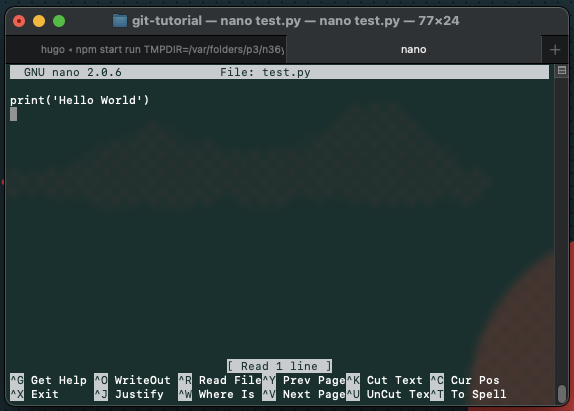 git-tutorial — nano test.py — nano test.py — 77×24
hugo • npm start run TMPDIR=/var/folders/p3/n36y
nano
GNU nano 2.0.6 File: test.py
print('Hello World')
[ Read 1 line ]
^G Get Help ^O WriteOut ^R Read File^Y Prev Page^K Cut Text ^C Cur Pos
^X Exit ^J Justify ^W Where Is ^V Next Page^U UnCut Tex^T To Spell